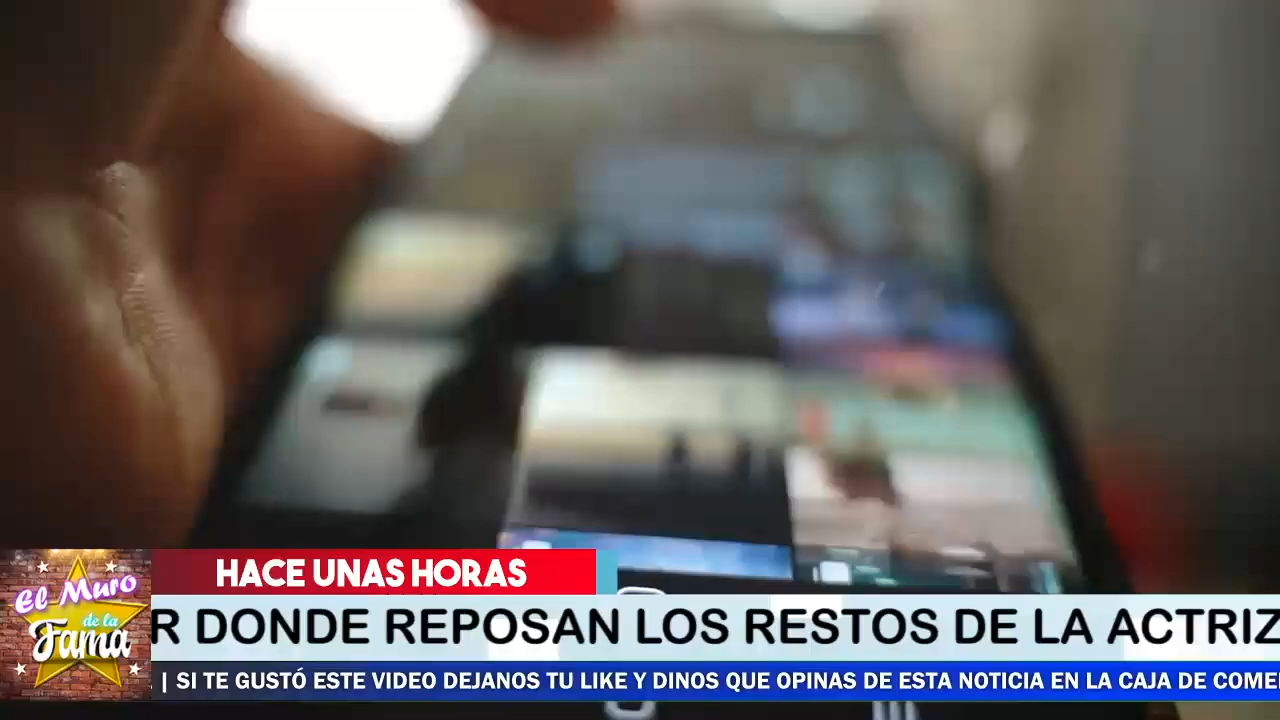 HACE UNAS HORAS
El Muro
de la
Fama
R DONDE REPOSAN LOS RESTOS DE LA ACTRIZ
| SI TE GUSTÓ ESTE VIDEO DEJANOS TU LIKE Y DINOS QUE OPINAS DE ESTA NOTICIA EN LA CAJA DE COME